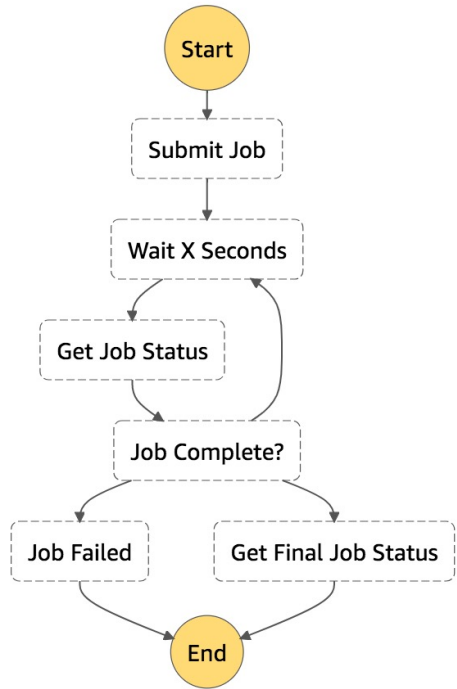 Start
Submit Job
Wait X Seconds
Get Job Status
Job Complete?
Job Failed
Get Final Job Status
End